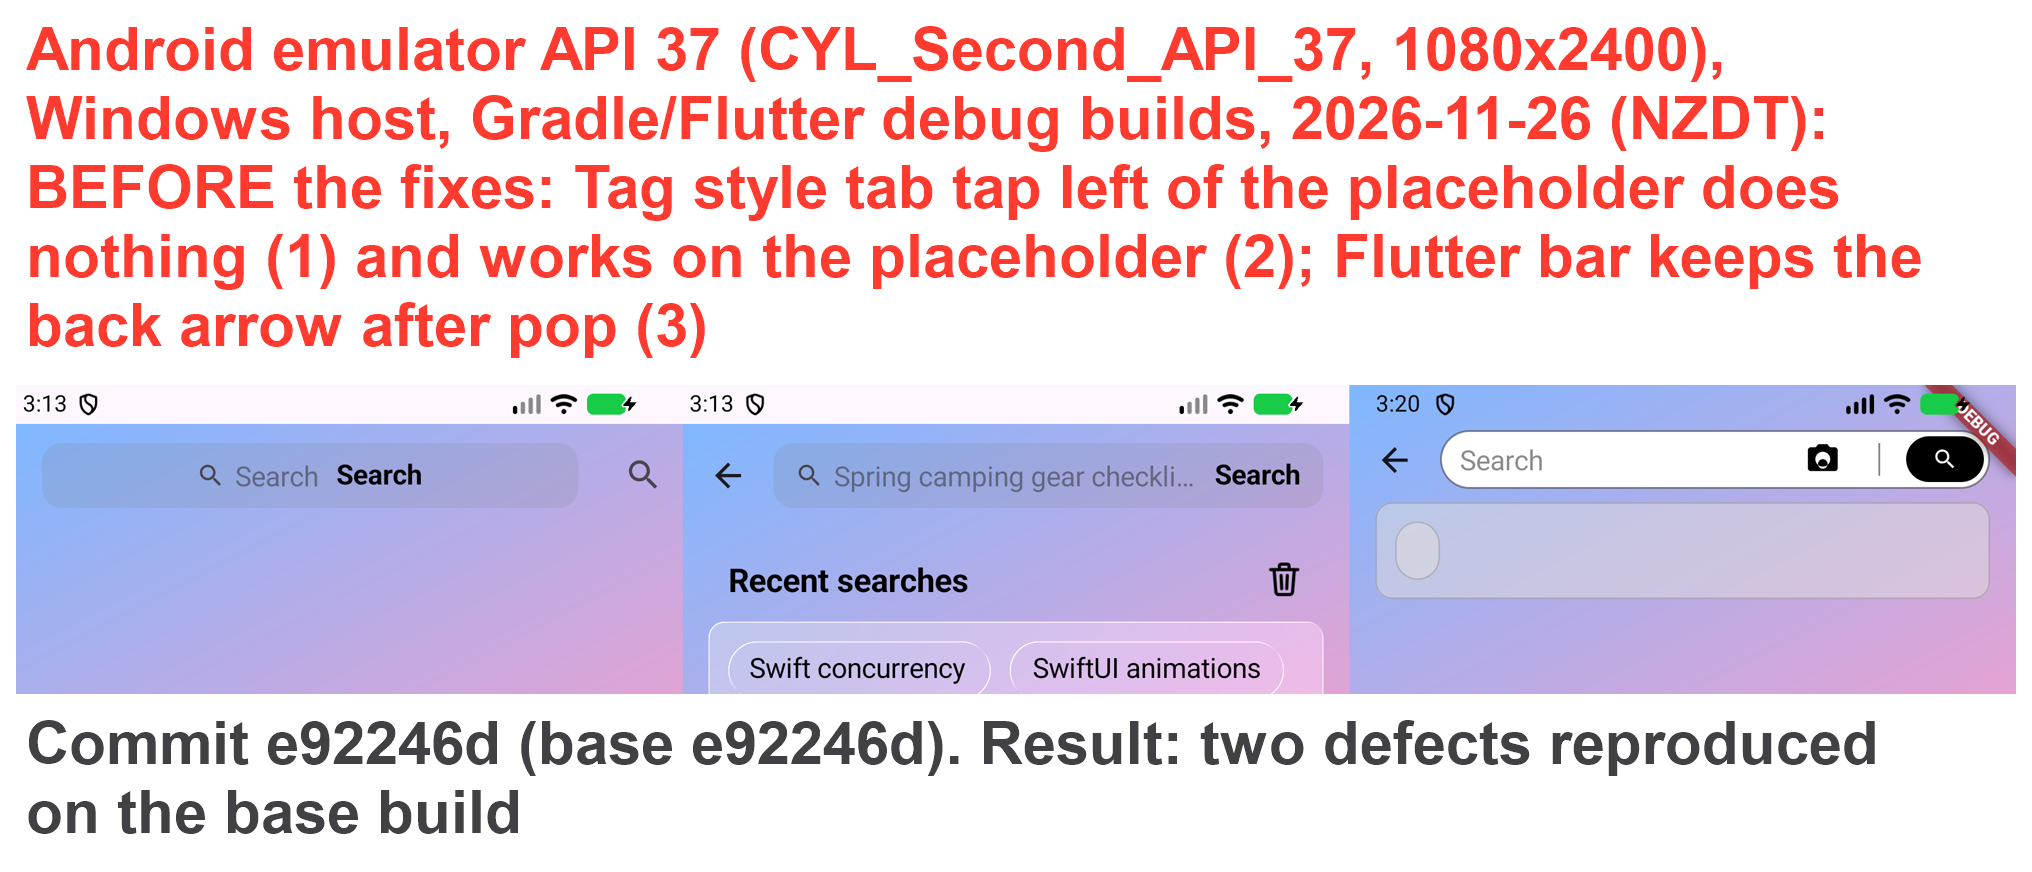 Android emulator API 37 (CYL_Second_API_37, 1080x2400),
Windows host, Gradle/Flutter debug builds, 2026-11-26 (NZDT):
BEFORE the fixes: Tag style tab tap left of the placeholder does
nothing (1) and works on the placeholder (2); Flutter bar keeps the
back arrow after pop (3)
3:13
Search Search
3:13
Spring camping gear checkli... Search
Recent searches
Swift concurrency
SwiftUI animations
3:20
DEBUG
Search
Commit e92246d (base e92246d). Result: two defects reproduced
on the base build